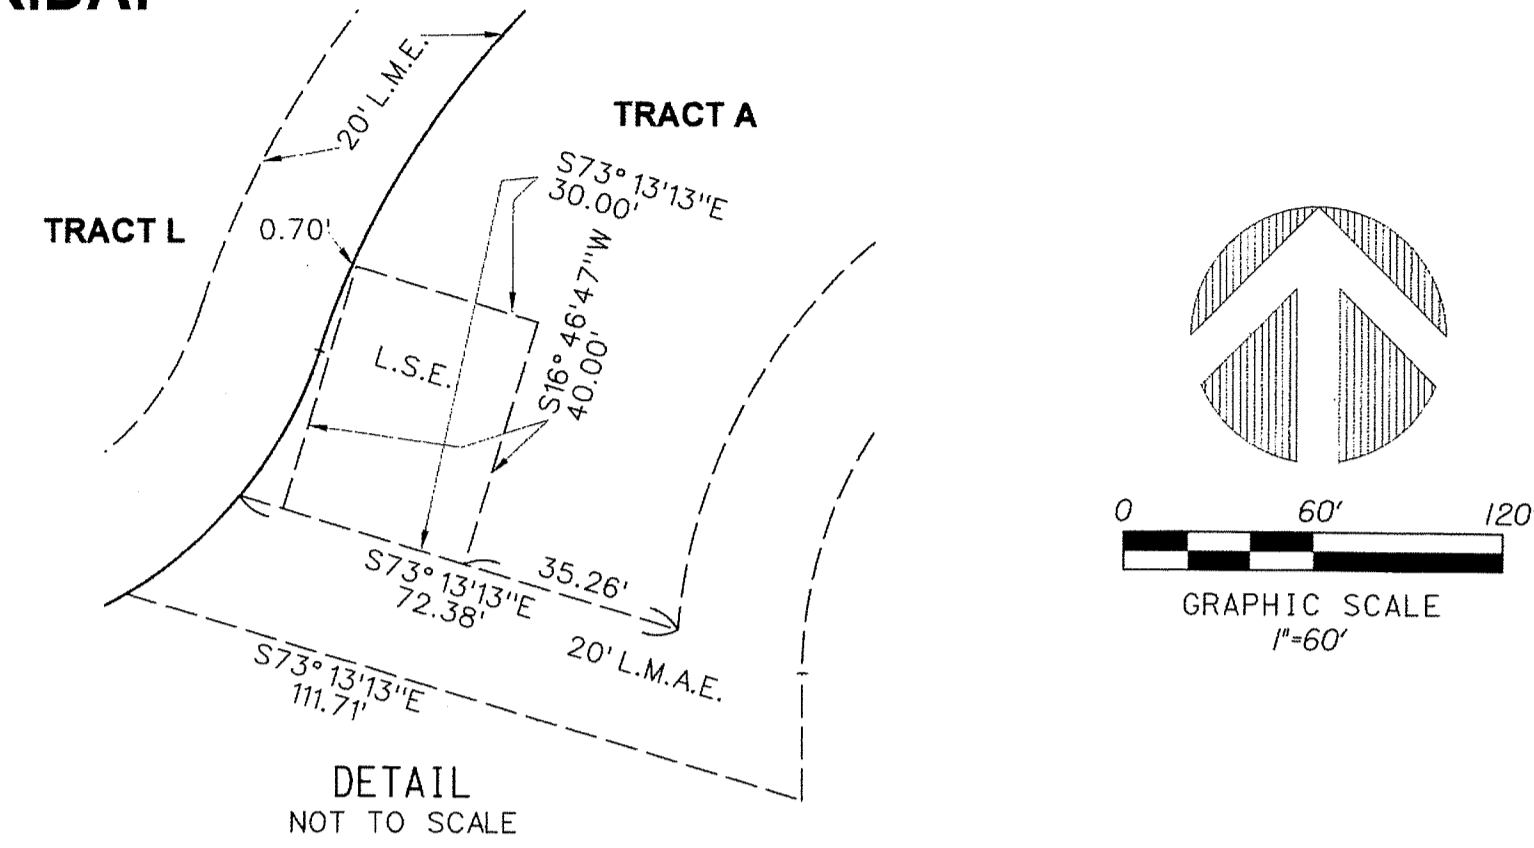 20' L.M.E.
TRACT A
S73°13'13"E
30.00'
TRACT L
0.70'
S16°46'47"W
40.00'
L.S.E.
S73°13'13"E
72.38'
35.26'
20' L.M.A.E.
S73°13'13"E
111.71'
DETAIL
NOT TO SCALE
0 60' 120
GRAPHIC SCALE
1"=60'